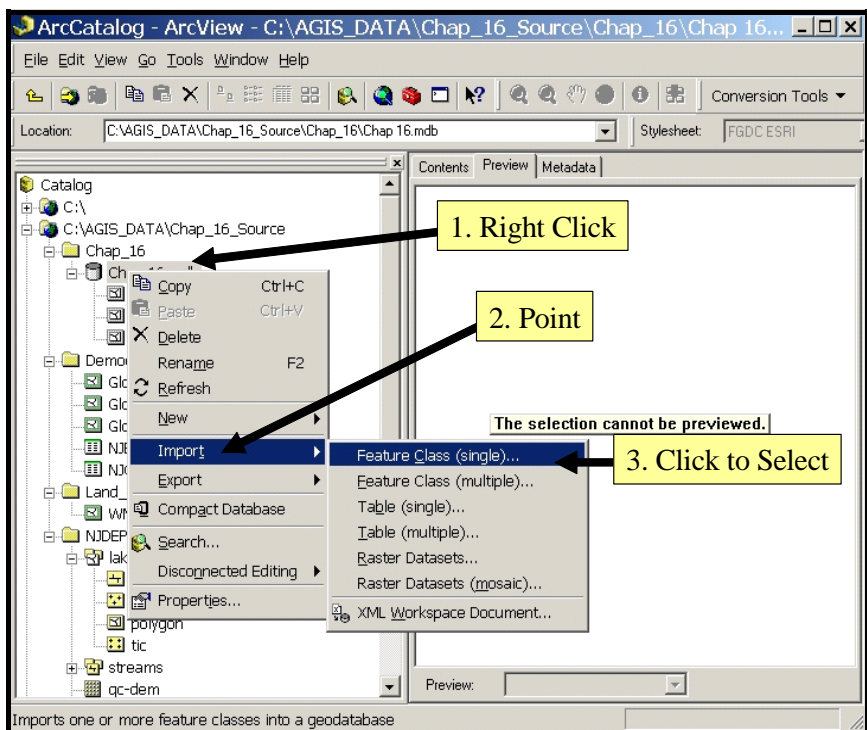 ArcCatalog - ArcView - C:\AGIS_DATA\Chap_16_Source\Chap_16\Chap 16...
File Edit View Go Tools Window Help
Conversion Tools
Location: C:\AGIS_DATA\Chap_16_Source\Chap_16\Chap 16.mdb
Stylesheet: FGDC ESRI
Contents Preview Metadata
Catalog
C:\
C:\AGIS_DATA\Chap_16_Source
Chap_16
1. Right Click
Copy Ctrl+C
Paste Ctrl+V
Delete
Rename F2
Refresh
New
Import
Export
Compact Database
Search...
Disconnected Editing
Properties...
2. Point
The selection cannot be previewed.
Feature Class (single)...
Feature Class (multiple)...
Table (single)...
Table (multiple)...
Raster Datasets...
Raster Datasets (mosaic)...
XML Workspace Document...
3. Click to Select
Land_
NJDEP
lak
polygon
tic
streams
qc-dem
Preview:
Imports one or more feature classes into a geodatabase